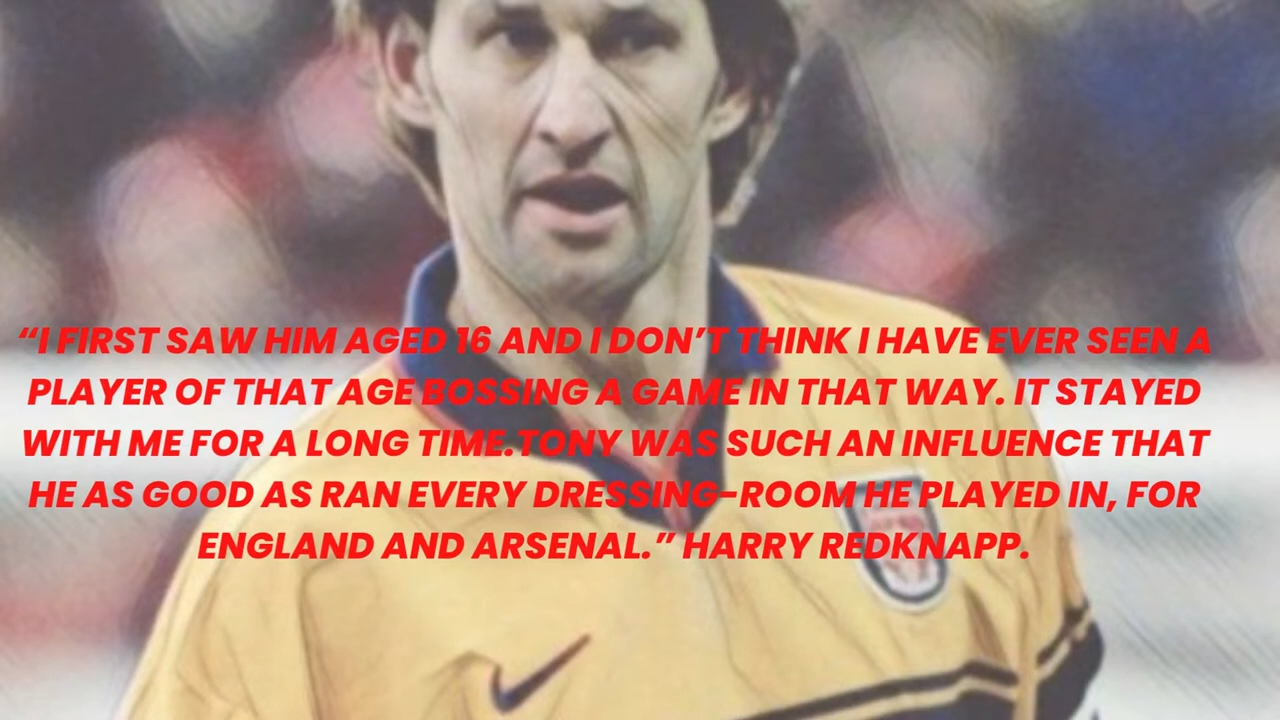 “I FIRST SAW HIM AGED 16 AND I DON’T THINK I HAVE EVER SEEN A
PLAYER OF THAT AGE BOSSING A GAME IN THAT WAY. IT STAYED
WITH ME FOR A LONG TIME.TONY WAS SUCH AN INFLUENCE THAT
HE AS GOOD AS RAN EVERY DRESSING-ROOM HE PLAYED IN, FOR
ENGLAND AND ARSENAL.” HARRY REDKNAPP.